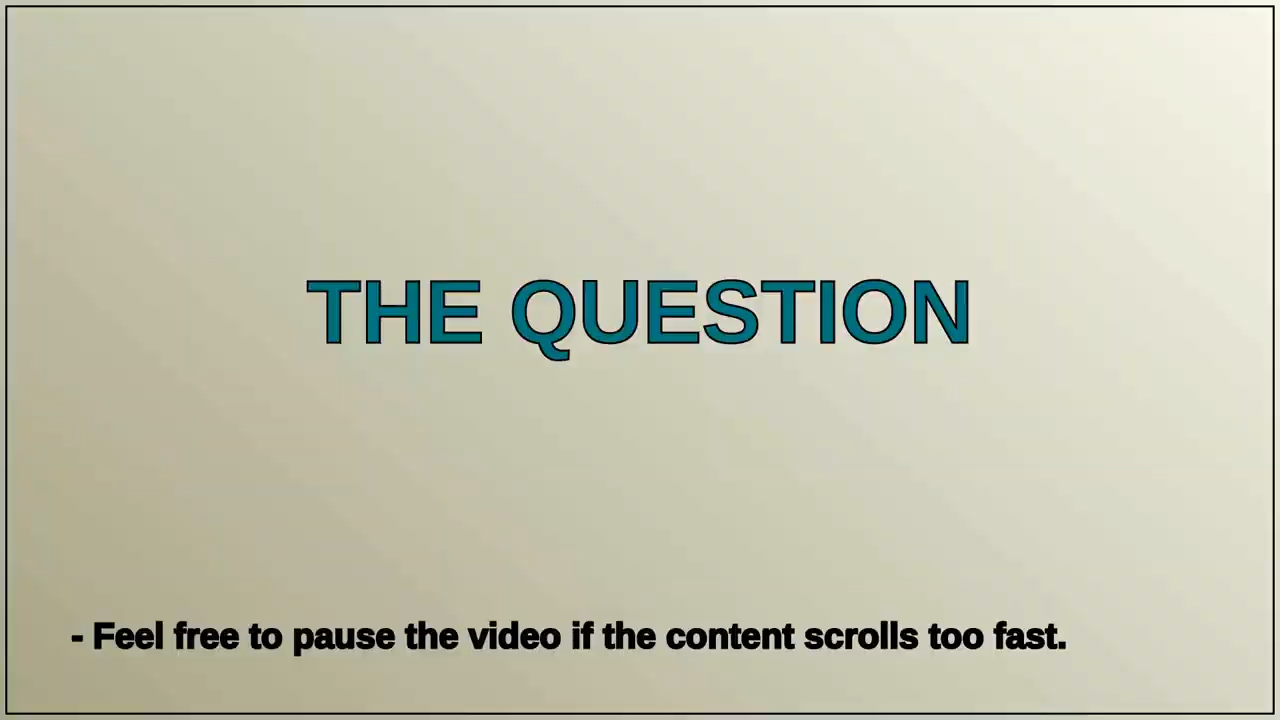 THE QUESTION
- Feel free to pause the video if the content scrolls too fast.